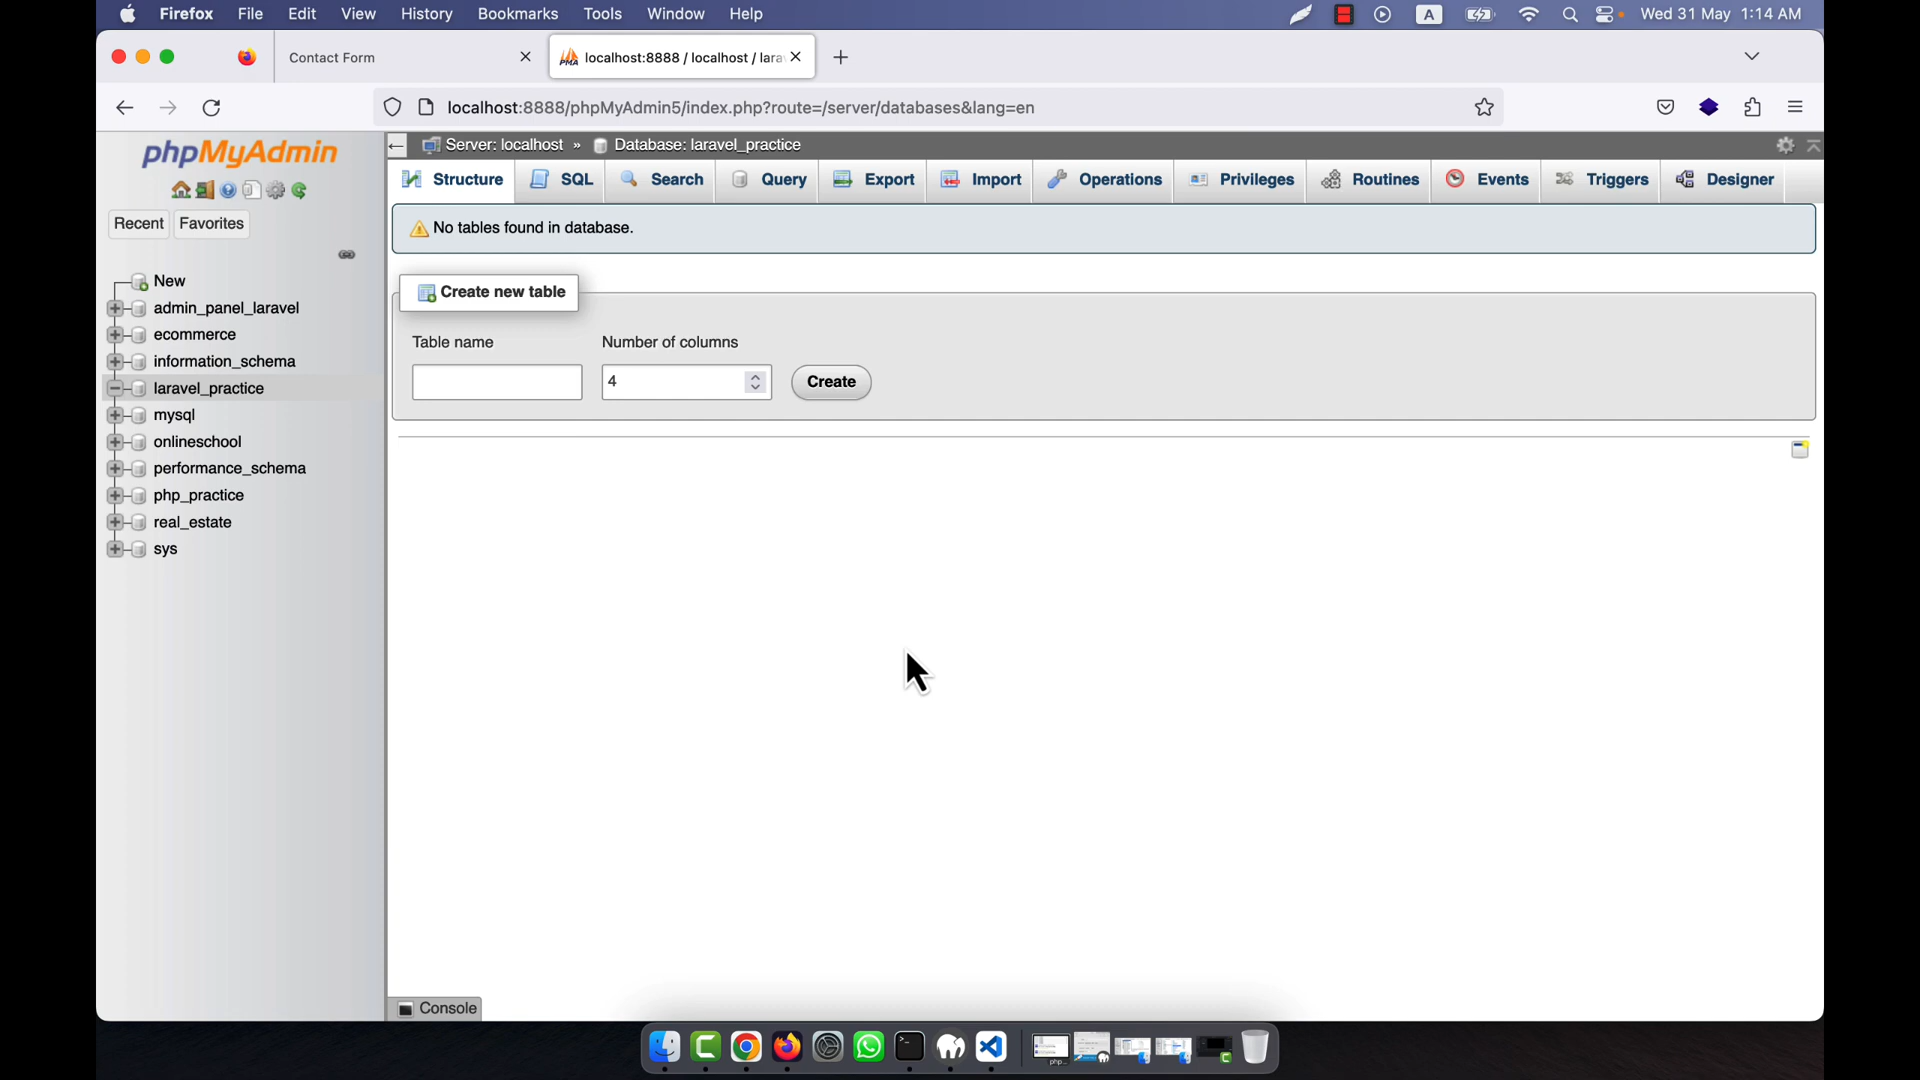 Firefox File Edit View History Bookmarks Tools Window Help A Wed 31 May 1:14 AM
Contact Form
PMA localhost:8888 / localhost / lara
localhost:8888/phpMyAdmin5/index.php?route=/server/databases&lang=en
phpMyAdmin
Recent Favorites
New
admin_panel_laravel
ecommerce
information_schema
laravel_practice
mysql
onlineschool
performance_schema
php_practice
real_estate
sys
Server: localhost » Database: laravel_practice
Structure SQL Search Query Export Import Operations Privileges Routines Events Triggers Designer
No tables found in database.
Create new table
Table name Number of columns
4 Create
Console